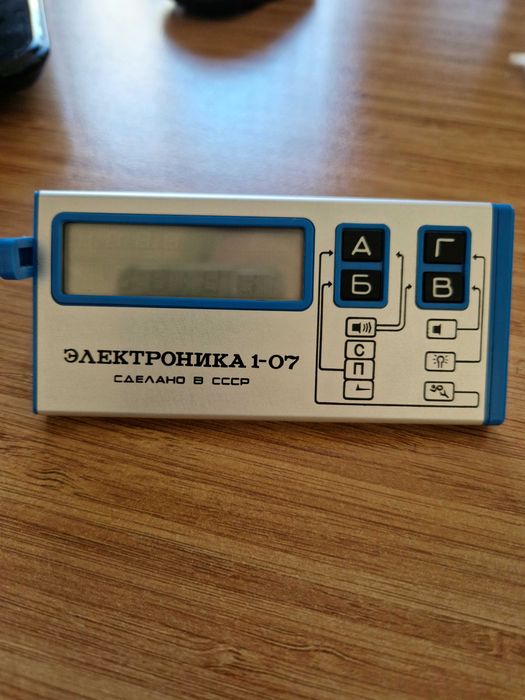 А Г
Б В
С
П
ЭЛЕКТРОНИКА 1-07
СДЕЛАНО В СССР